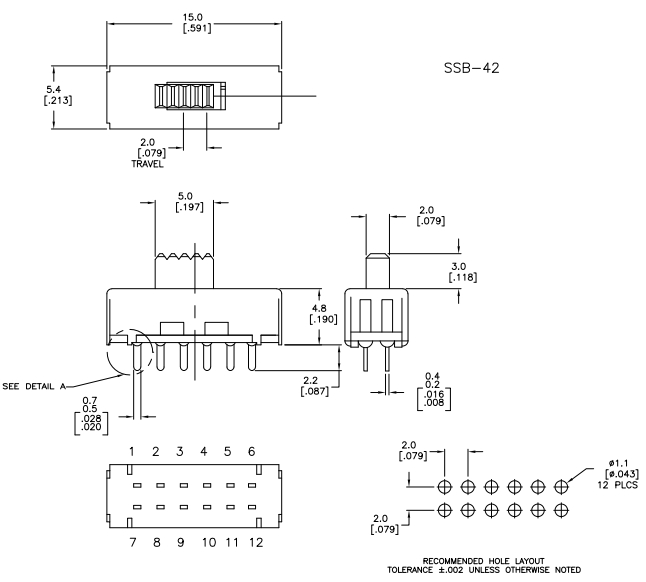 15.0
[.591]
SSB-42
5.4
[.213]
2.0
[.079]
TRAVEL
5.0
[.197]
2.0
[.079]
3.0
[.118]
4.8
[.190]
SEE DETAIL A
2.2
[.087]
0.4
0.2
.016
.008
0.7
0.5
.028
.020
1 2 3 4 5 6
7 8 9 10 11 12
2.0
[.079]
ø1.1
[ø.043]
12 PLCS
2.0
[.079]
RECOMMENDED HOLE LAYOUT
TOLERANCE ±.002 UNLESS OTHERWISE NOTED